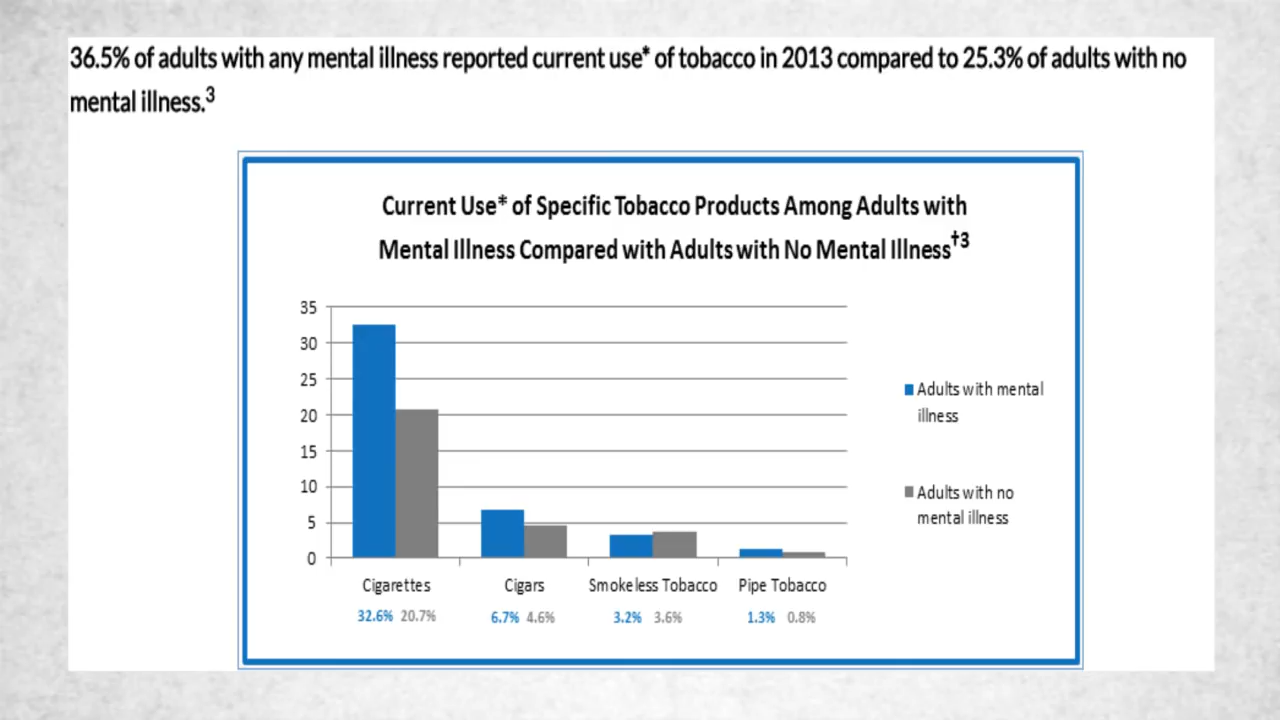 36.5% of adults with any mental illness reported current use* of tobacco in 2013 compared to 25.3% of adults with no
mental illness.3
Current Use* of Specific Tobacco Products Among Adults with
Mental Illness Compared with Adults with No Mental Illness†3
35
30
25
20
15
10
5
0
Cigarettes Cigars Smokeless Tobacco Pipe Tobacco
32.6% 20.7% 6.7% 4.6% 3.2% 3.6% 1.3% 0.8%
Adults with mental
illness
Adults with no
mental illness